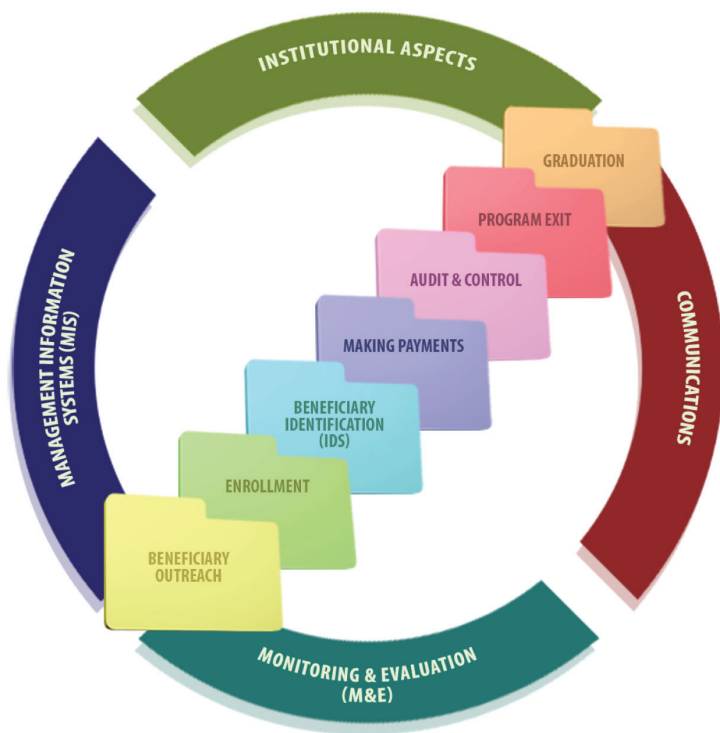 INSTITUTIONAL ASPECTS
GRADUATION
PROGRAM EXIT
AUDIT & CONTROL
MAKING PAYMENTS
BENEFICIARY
IDENTIFICATION
(IDS)
ENROLLMENT
BENEFICIARY
OUTREACH
MANAGEMENT INFORMATION
SYSTEMS (MIS)
COMMUNICATIONS
MONITORING & EVALUATION
(M&E)